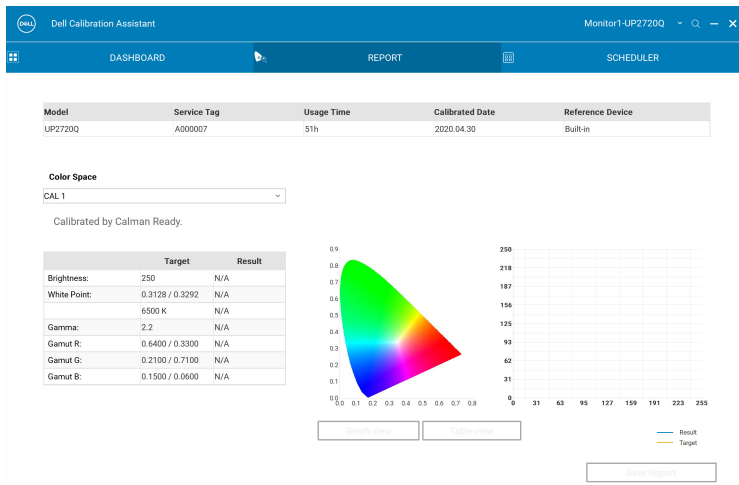 DELL
Dell Calibration Assistant
Monitor1-UP2720Q
DASHBOARD
REPORT
SCHEDULER
Model Service Tag Usage Time Calibrated Date Reference Device
UP2720Q A000007 51h 2020.04.30 Built-in
Color Space
CAL 1
Calibrated by Calman Ready.
Target Result
Brightness: 250 N/A
White Point: 0.3128 / 0.3292 N/A
6500 K N/A
Gamma: 2.2 N/A
Gamut R: 0.6400 / 0.3300 N/A
Gamut G: 0.2100 / 0.7100 N/A
Gamut B: 0.1500 / 0.0600 N/A
0.9
0.8
0.7
0.6
0.5
0.4
0.3
0.2
0.1
0.0
0.0 0.1 0.2 0.3 0.4 0.5 0.6 0.7 0.8
250
218
187
156
125
93
62
31
0
0 31 63 95 127 159 191 223 255
Graph view
Table view
Result
Target
Save Report